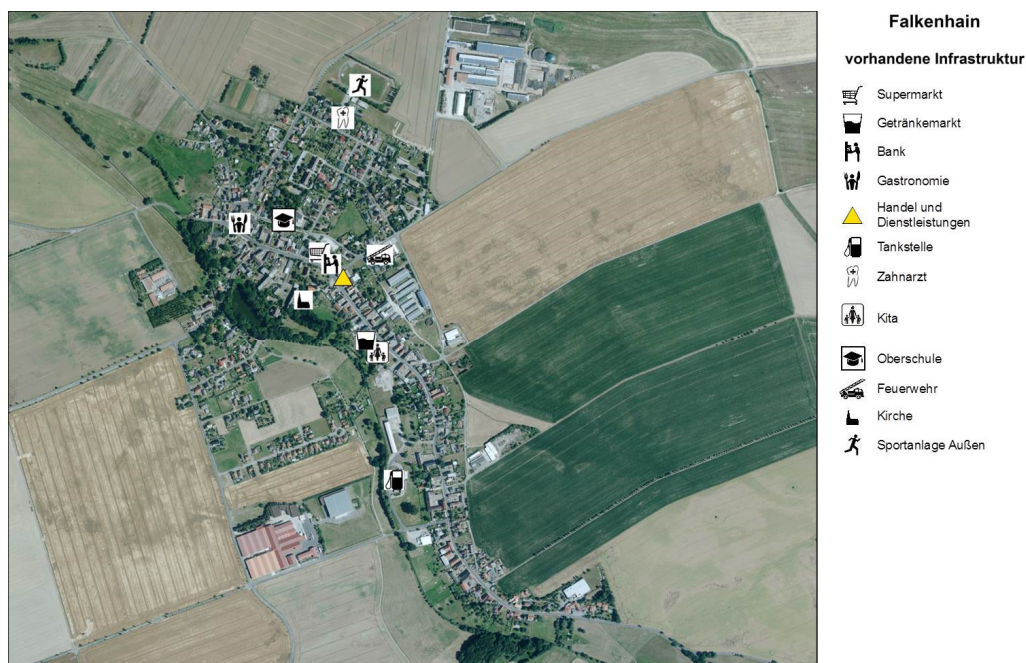 Falkenhain
vorhandene Infrastruktur
Supermarkt
Getränkemarkt
Bank
Gastronomie
Handel und
Dienstleistungen
Tankstelle
Zahnarzt
Kita
Oberschule
Feuerwehr
Kirche
Sportanlage Außen